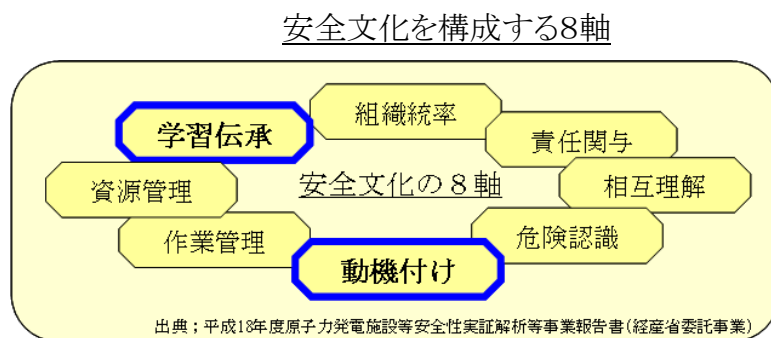 安全文化を構成する8軸
組織統率
学習伝承
責任関与
資源管理
安全文化の８軸
相互理解
作業管理
危険認識
動機付け
出典；平成18年度原子力発電施設等安全性実証解析等事業報告書(経産省委託事業)